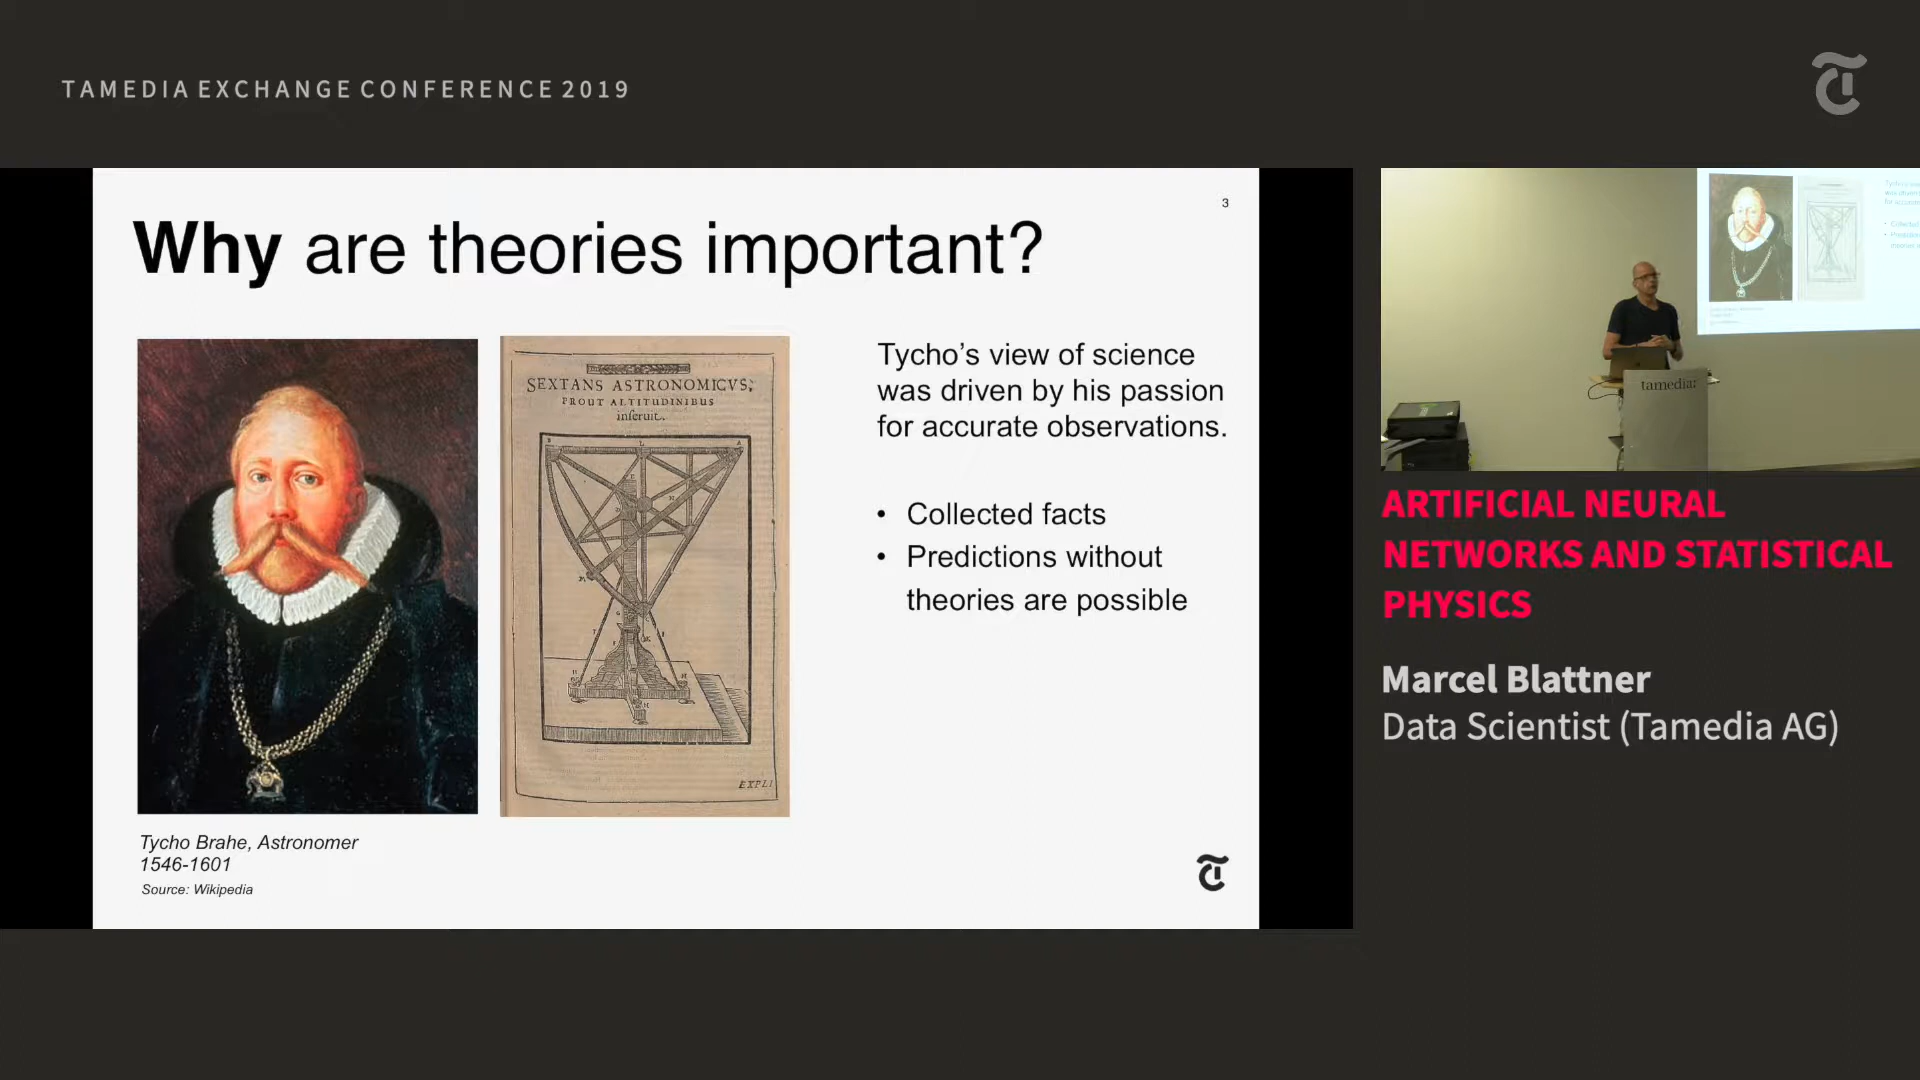 TAMEDIA EXCHANGE CONFERENCE 2019
3
Why are theories important?
SEXTANS ASTRONOMICVS,
PROUT ALTITUDINIBUS
inseruit.
EXPLI
Tycho's view of science
was driven by his passion
for accurate observations.
• Collected facts
• Predictions without
theories are possible
Tycho Brahe, Astronomer
1546-1601
Source: Wikipedia
tamedia:
ARTIFICIAL NEURAL
NETWORKS AND STATISTICAL
PHYSICS
Marcel Blattner
Data Scientist (Tamedia AG)